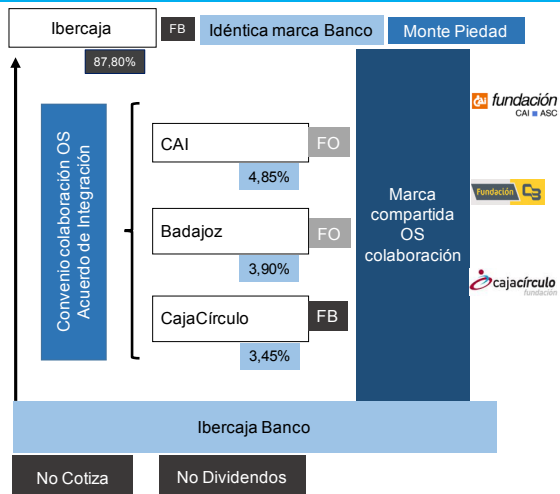 Ibercaja
FB
Idéntica marca Banco
Monte Piedad
87,80%
Convenio colaboración OS
Acuerdo de Integración
CAI
FO
4,85%
Badajoz
FO
3,90%
CajaCírculo
FB
3,45%
Marca
compartida
OS
colaboración
CAi fundación
CAI ASC
Fundación CB
cajacírculo
fundación
Ibercaja Banco
No Cotiza
No Dividendos